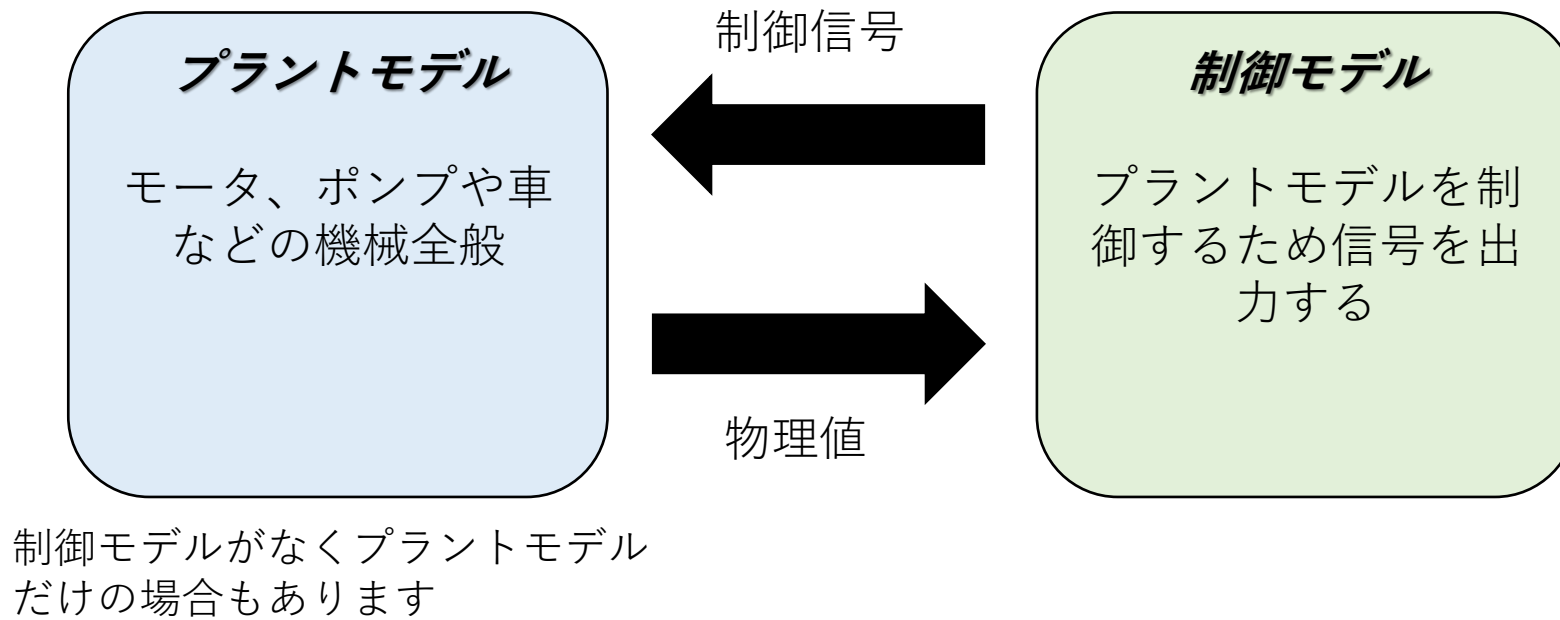 プラントモデル
モータ、ポンプや車
などの機械全般
制御信号
物理値
制御モデル
プラントモデルを制
御するため信号を出
力する
制御モデルがなくプラントモデル
だけの場合もあります